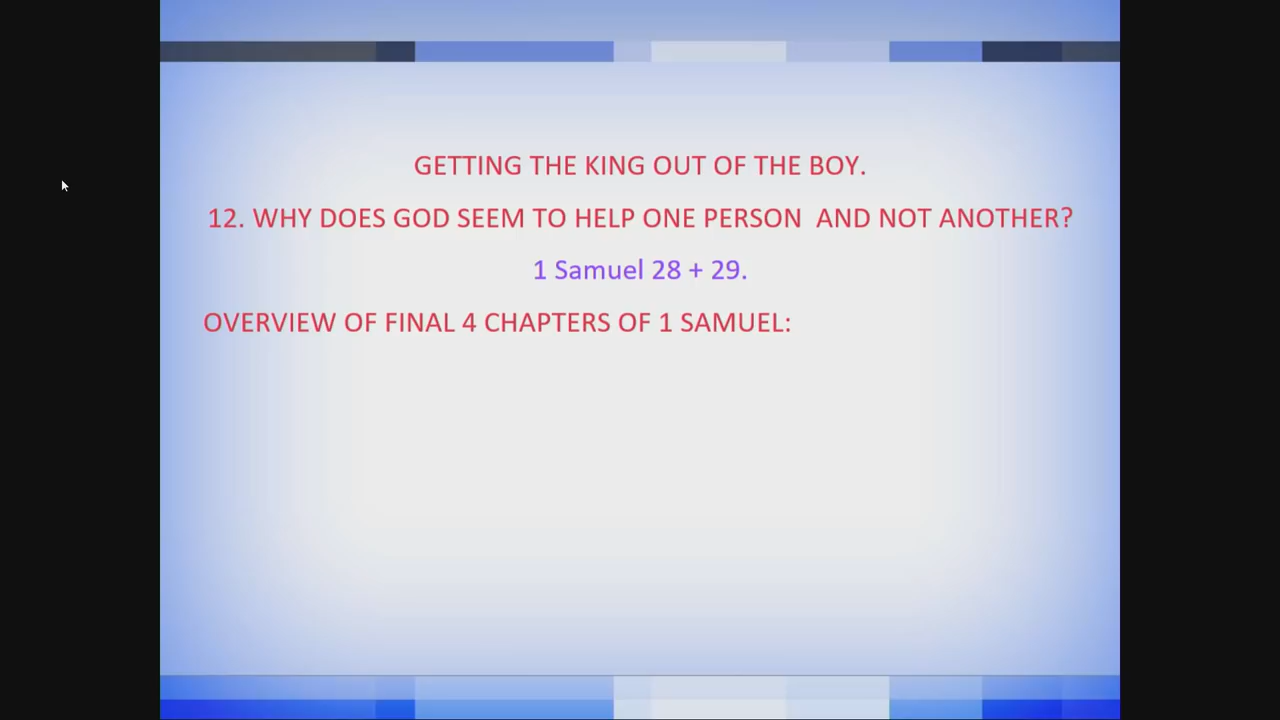 GETTING THE KING OUT OF THE BOY.
12. WHY DOES GOD SEEM TO HELP ONE PERSON  AND NOT ANOTHER?
1 Samuel 28 + 29.
OVERVIEW OF FINAL 4 CHAPTERS OF 1 SAMUEL: